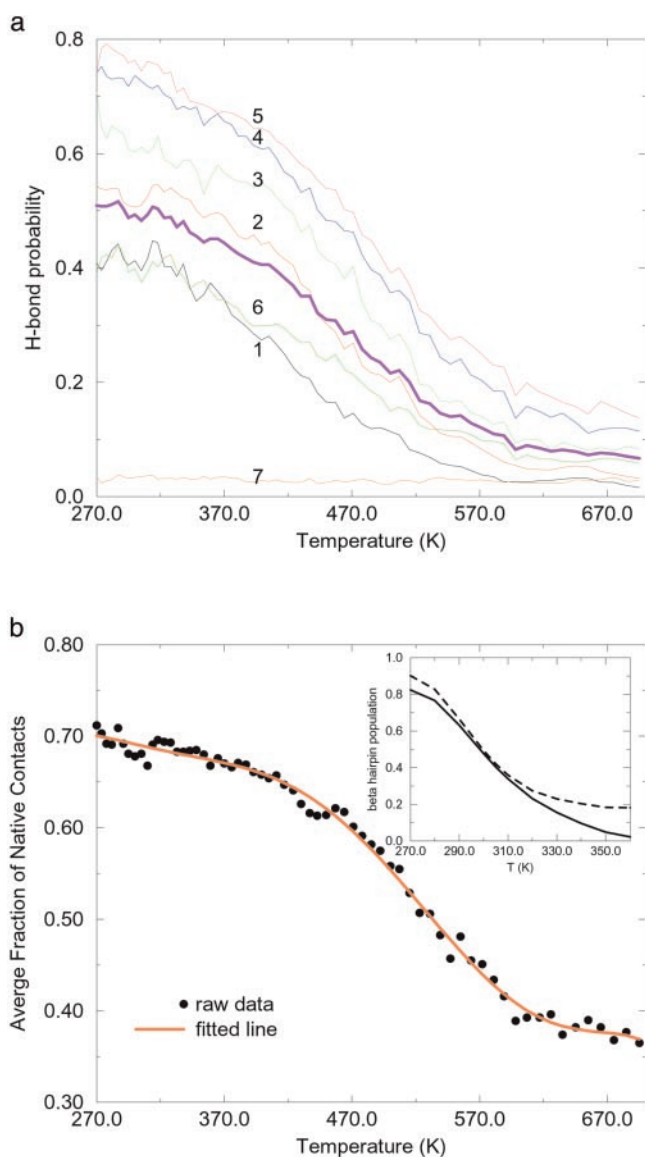 a
0.8
0.6
0.4
0.2
0.0
H-bond probability
5
4
3
2
6
1
7
270.0 370.0 470.0 570.0 670.0
Temperature (K)
b
0.80
0.70
0.60
0.50
0.40
0.30
Averge Fraction of Native Contacts
1.0
0.8
0.6
0.4
0.2
0.0
beta hairpin population
270.0 290.0 310.0 330.0 350.0
T (K)
raw data
fitted line
270.0 370.0 470.0 570.0 670.0
Temperature (K)